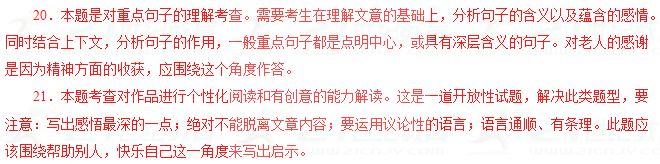 20．本题是对重点句子的理解考查。需要考生在理解文意的基础上，分析句子的含义以及蕴含的感情。
同时结合上下文，分析句子的作用，一般重点句子都是点明中心，或具有深层含义的句子。对老人的感谢
是因为精神方面的收获，应围绕这个角度作答。
21．本题考查对作品进行个性化阅读和有创意的能力解读。这是一道开放性试题，解决此类题型，要
注意：写出感悟最深的一点；绝对不能脱离文章内容；要运用议论性的语言；语言通顺、有条理。此题应
该围绕帮助别人，快乐自己这一角度来写出启示。